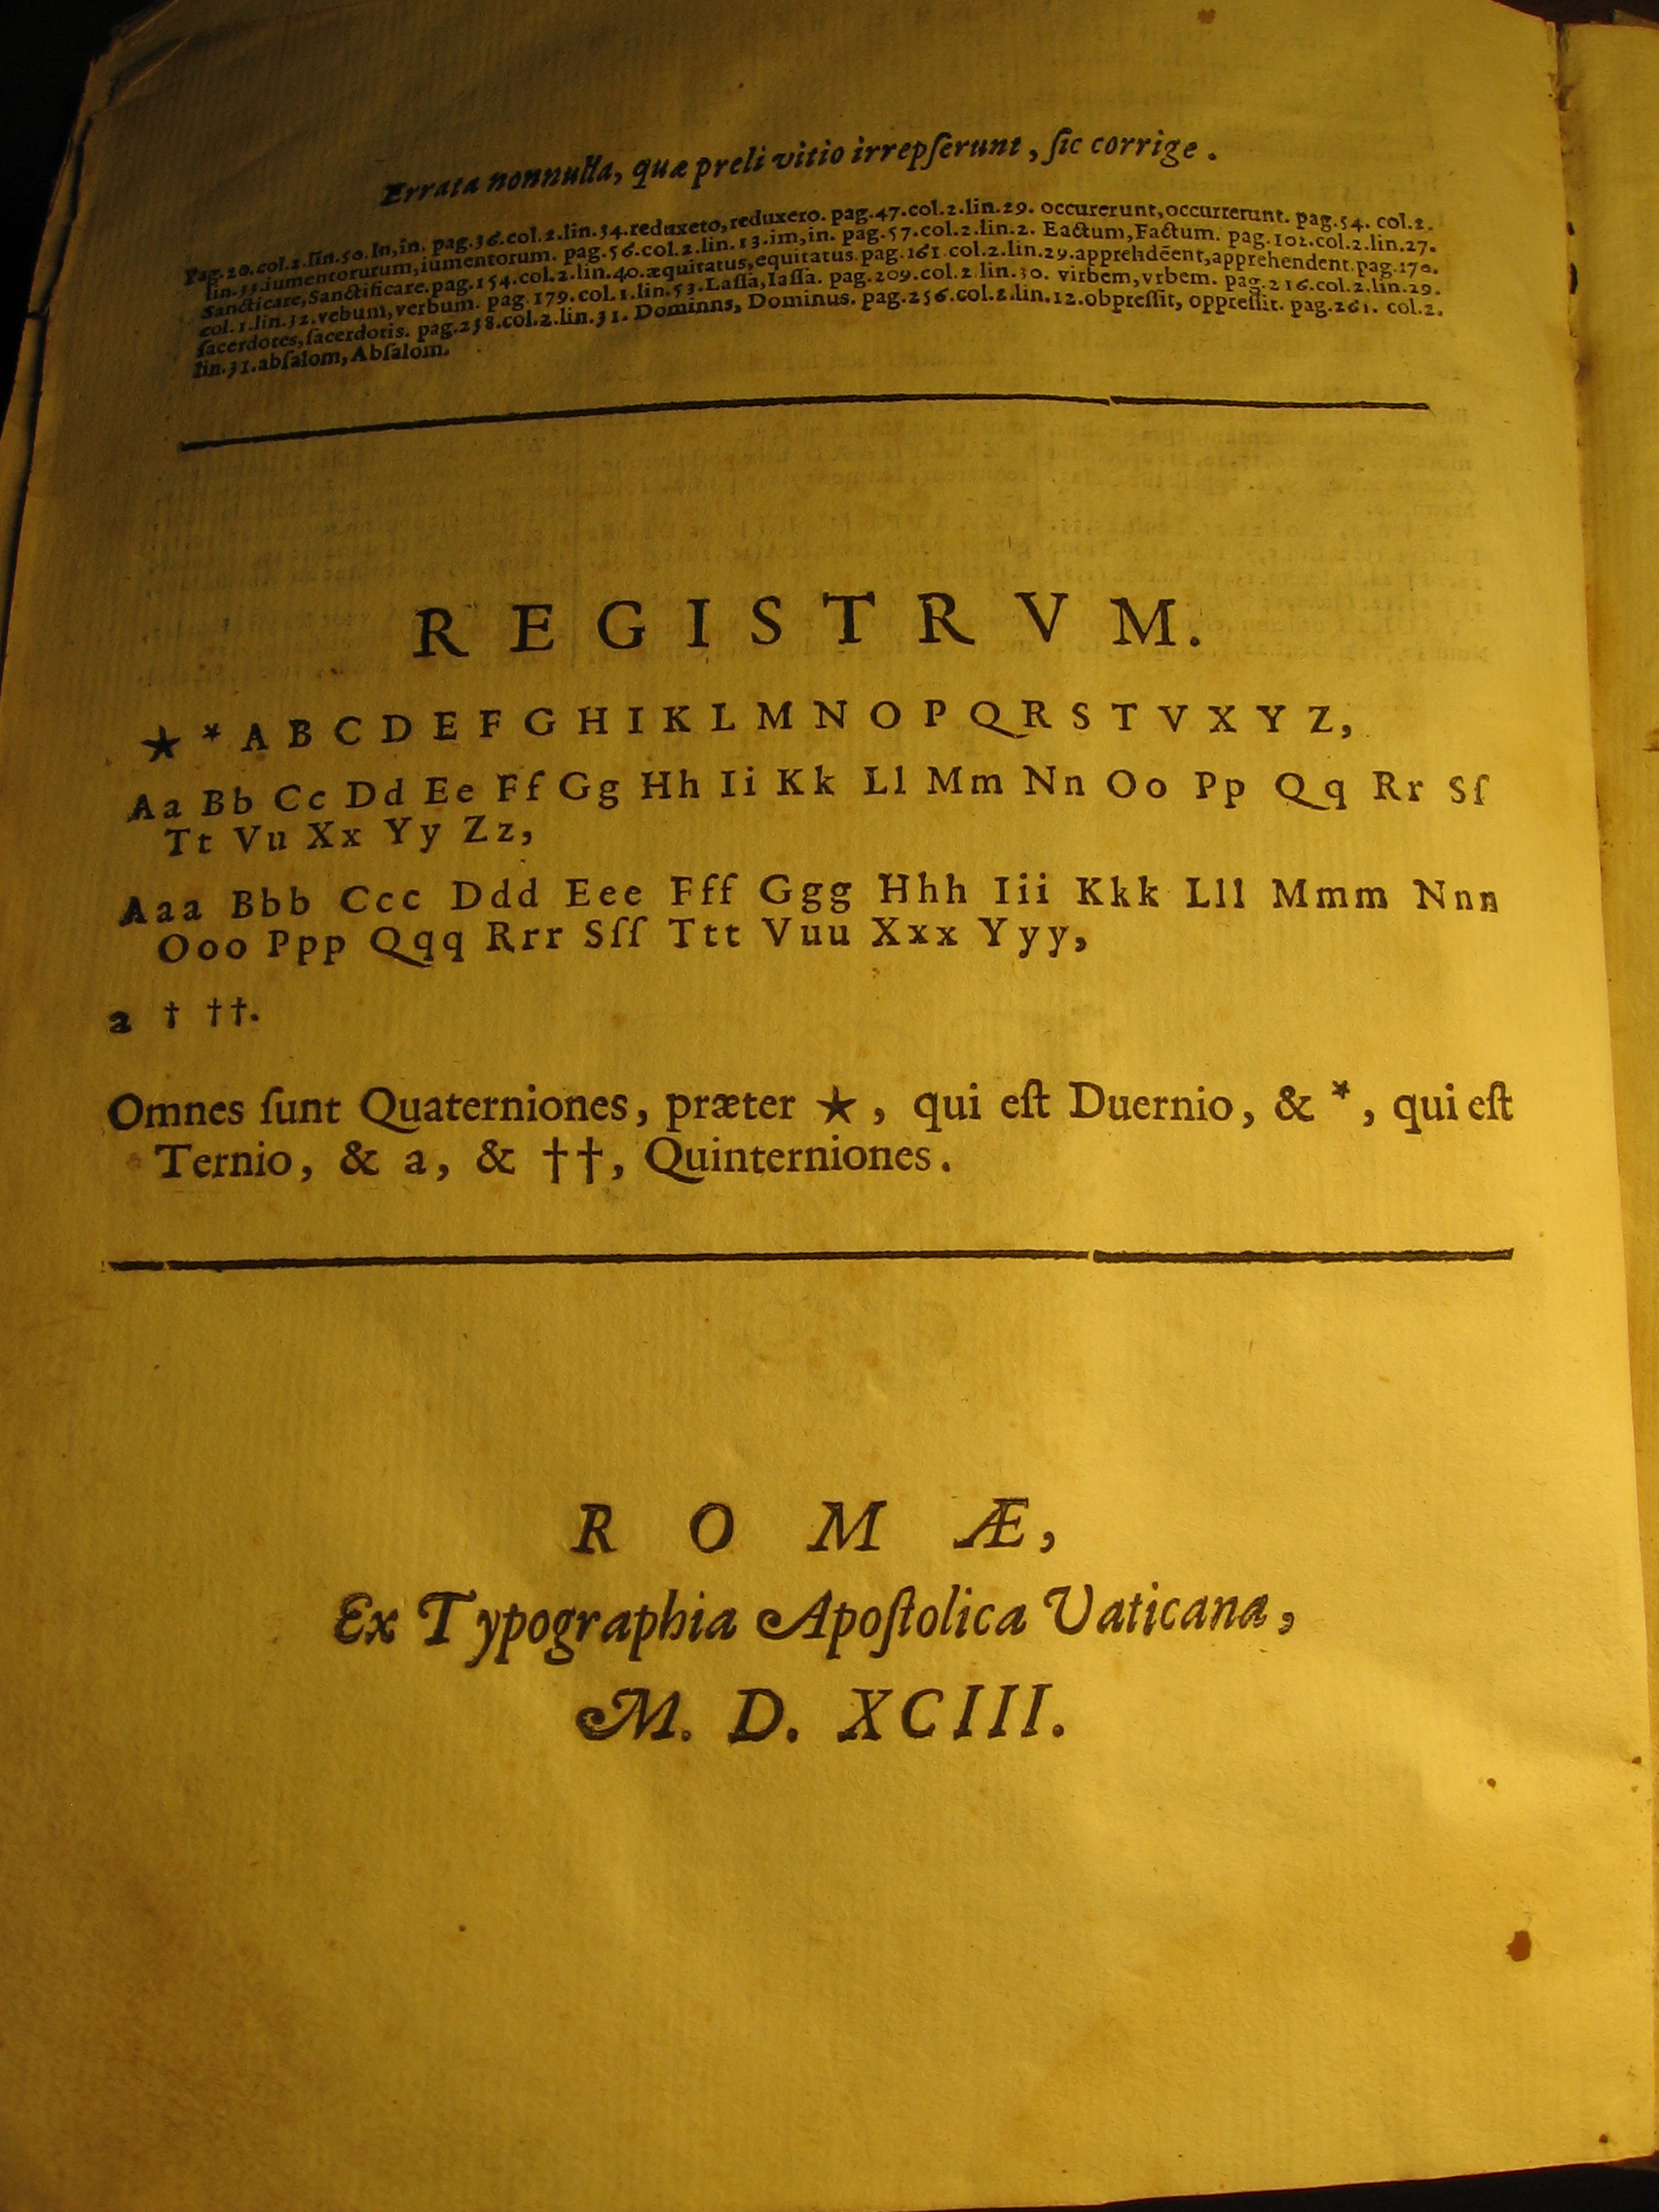 Errata nonnulla, quæ preli vitio irrepſerunt, ſic corrige.
Pag.20.col.2.lin.50.In,in. pag.36.col.2.lin.34.reduxeto,reduxero. pag.47.col.2.lin.29. occurerunt,occurrerunt. pag.54. col.2.
lin.33.iumentorurum,iumentorum. pag.56.col.2.lin.13.im,in. pag.57.col.2.lin.2. Eactum,Factum. pag.102.col.2.lin.27.
Sancticare,Sanctificare.pag.154.col.2.lin.40.æquitatus,equitatus.pag.161.col.2.lin.29.apprehdēent,apprehendent.pag.170.
col.1.lin.32.vebum,verbum. pag.179.col.1.lin.53.Laſſa,laſſa. pag.209.col.2.lin.30. virbem,vrbem. pag.216.col.2.lin.29.
ſacerdotes,ſacerdotis. pag.238.col.2.lin.31. Dominns, Dominus. pag.256.col.2.lin.12.obpreſſit, oppreſſit. pag.261. col.2.
lin.31.abſalom,Abſalom.
REGISTRVM.
★ * A B C D E F G H I K L M N O P Q R S T V X Y Z,
Aa Bb Cc Dd Ee Ff Gg Hh Ii Kk Ll Mm Nn Oo Pp Qq Rr Sſ
Tt Vu Xx Yy Zz,
Aaa Bbb Ccc Ddd Eee Fff Ggg Hhh Iii Kkk Lll Mmm Nnn
Ooo Ppp Qqq Rrr Sſſ Ttt Vuu Xxx Yyy,
a † ††.
Omnes ſunt Quaterniones, præter ★, qui eſt Duernio, & *, qui eſt
Ternio, & a, & ††, Quinterniones.
ROMÆ,
Ex Typographia Apoſtolica Vaticana,
M. D. XCIII.